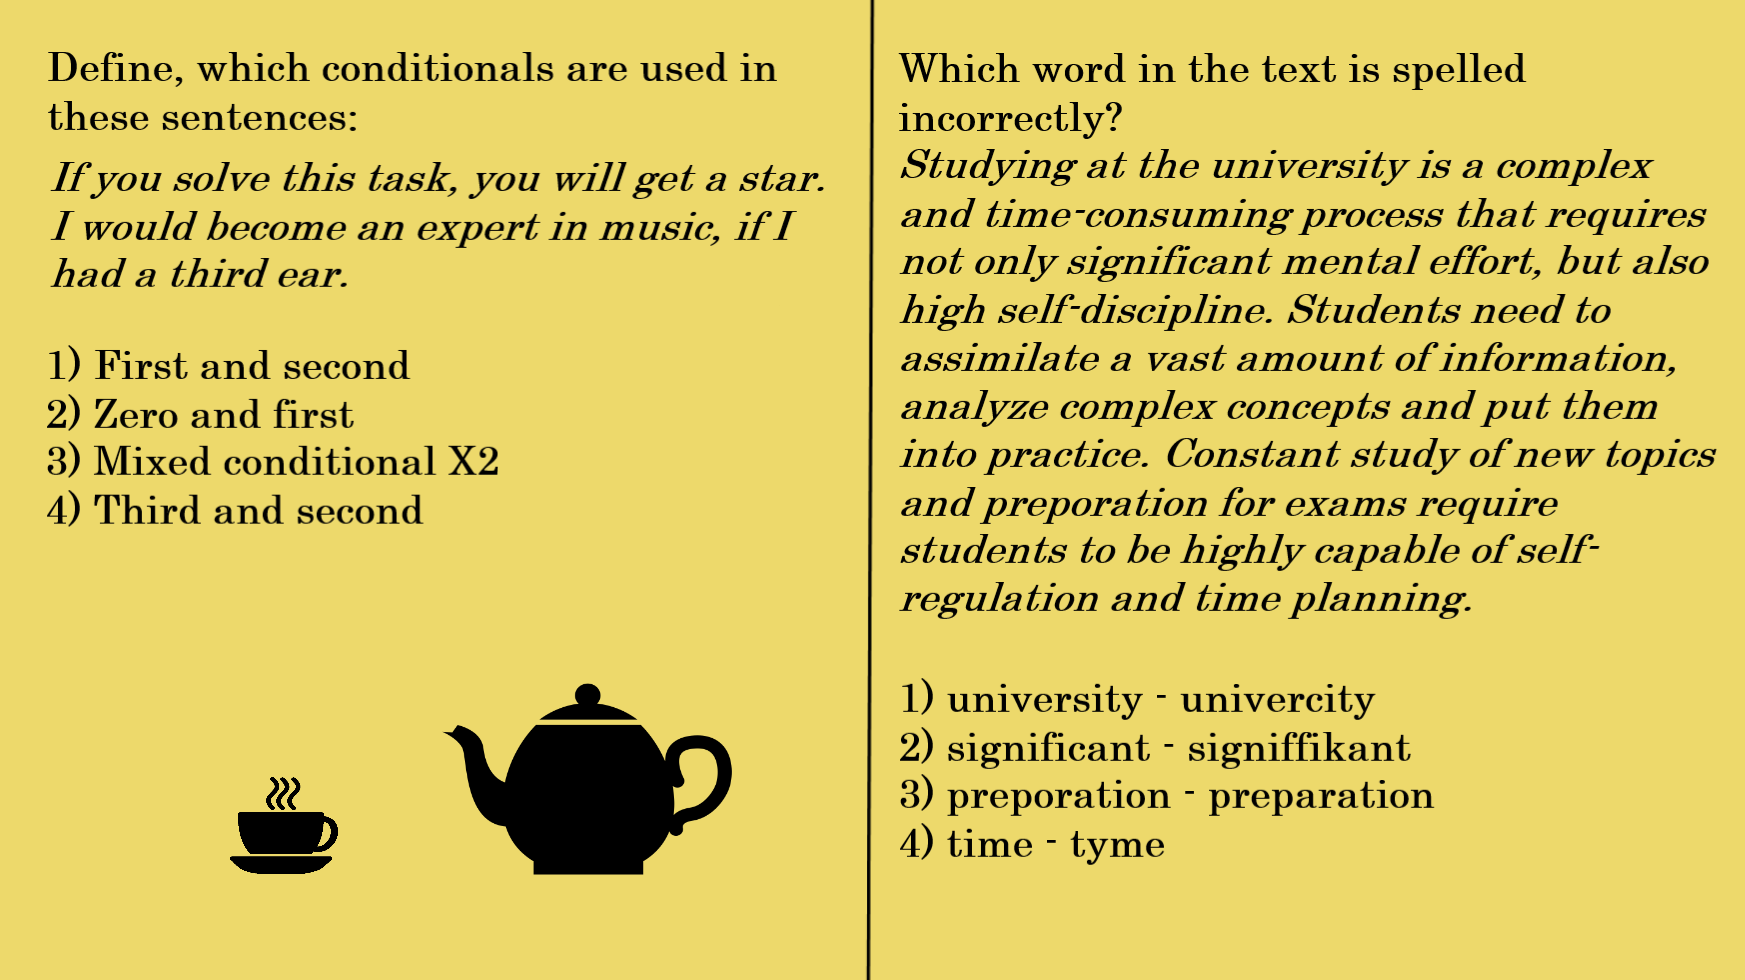 Define, which conditionals are used in
these sentences:
If you solve this task, you will get a star.
I would become an expert in music, if I
had a third ear.
1) First and second
2) Zero and first
3) Mixed conditional X2
4) Third and second
Which word in the text is spelled
incorrectly?
Studying at the university is a complex
and time-consuming process that requires
not only significant mental effort, but also
high self-discipline. Students need to
assimilate a vast amount of information,
analyze complex concepts and put them
into practice. Constant study of new topics
and preporation for exams require
students to be highly capable of self-
regulation and time planning.
1) university - univercity
2) significant - signiffikant
3) preporation - preparation
4) time - tyme